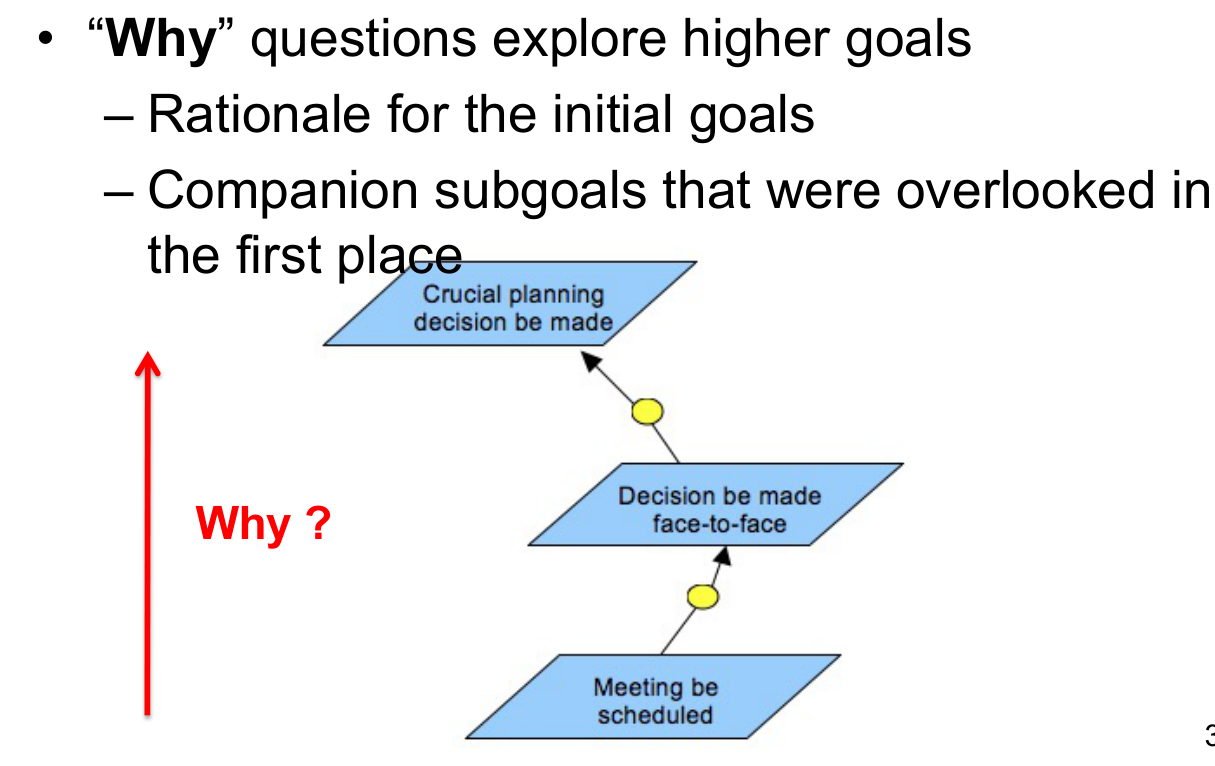 • “Why” questions explore higher goals
– Rationale for the initial goals
– Companion subgoals that were overlooked in
the first place
Crucial planning
decision be made
Why ?
Decision be made
face-to-face
Meeting be
scheduled